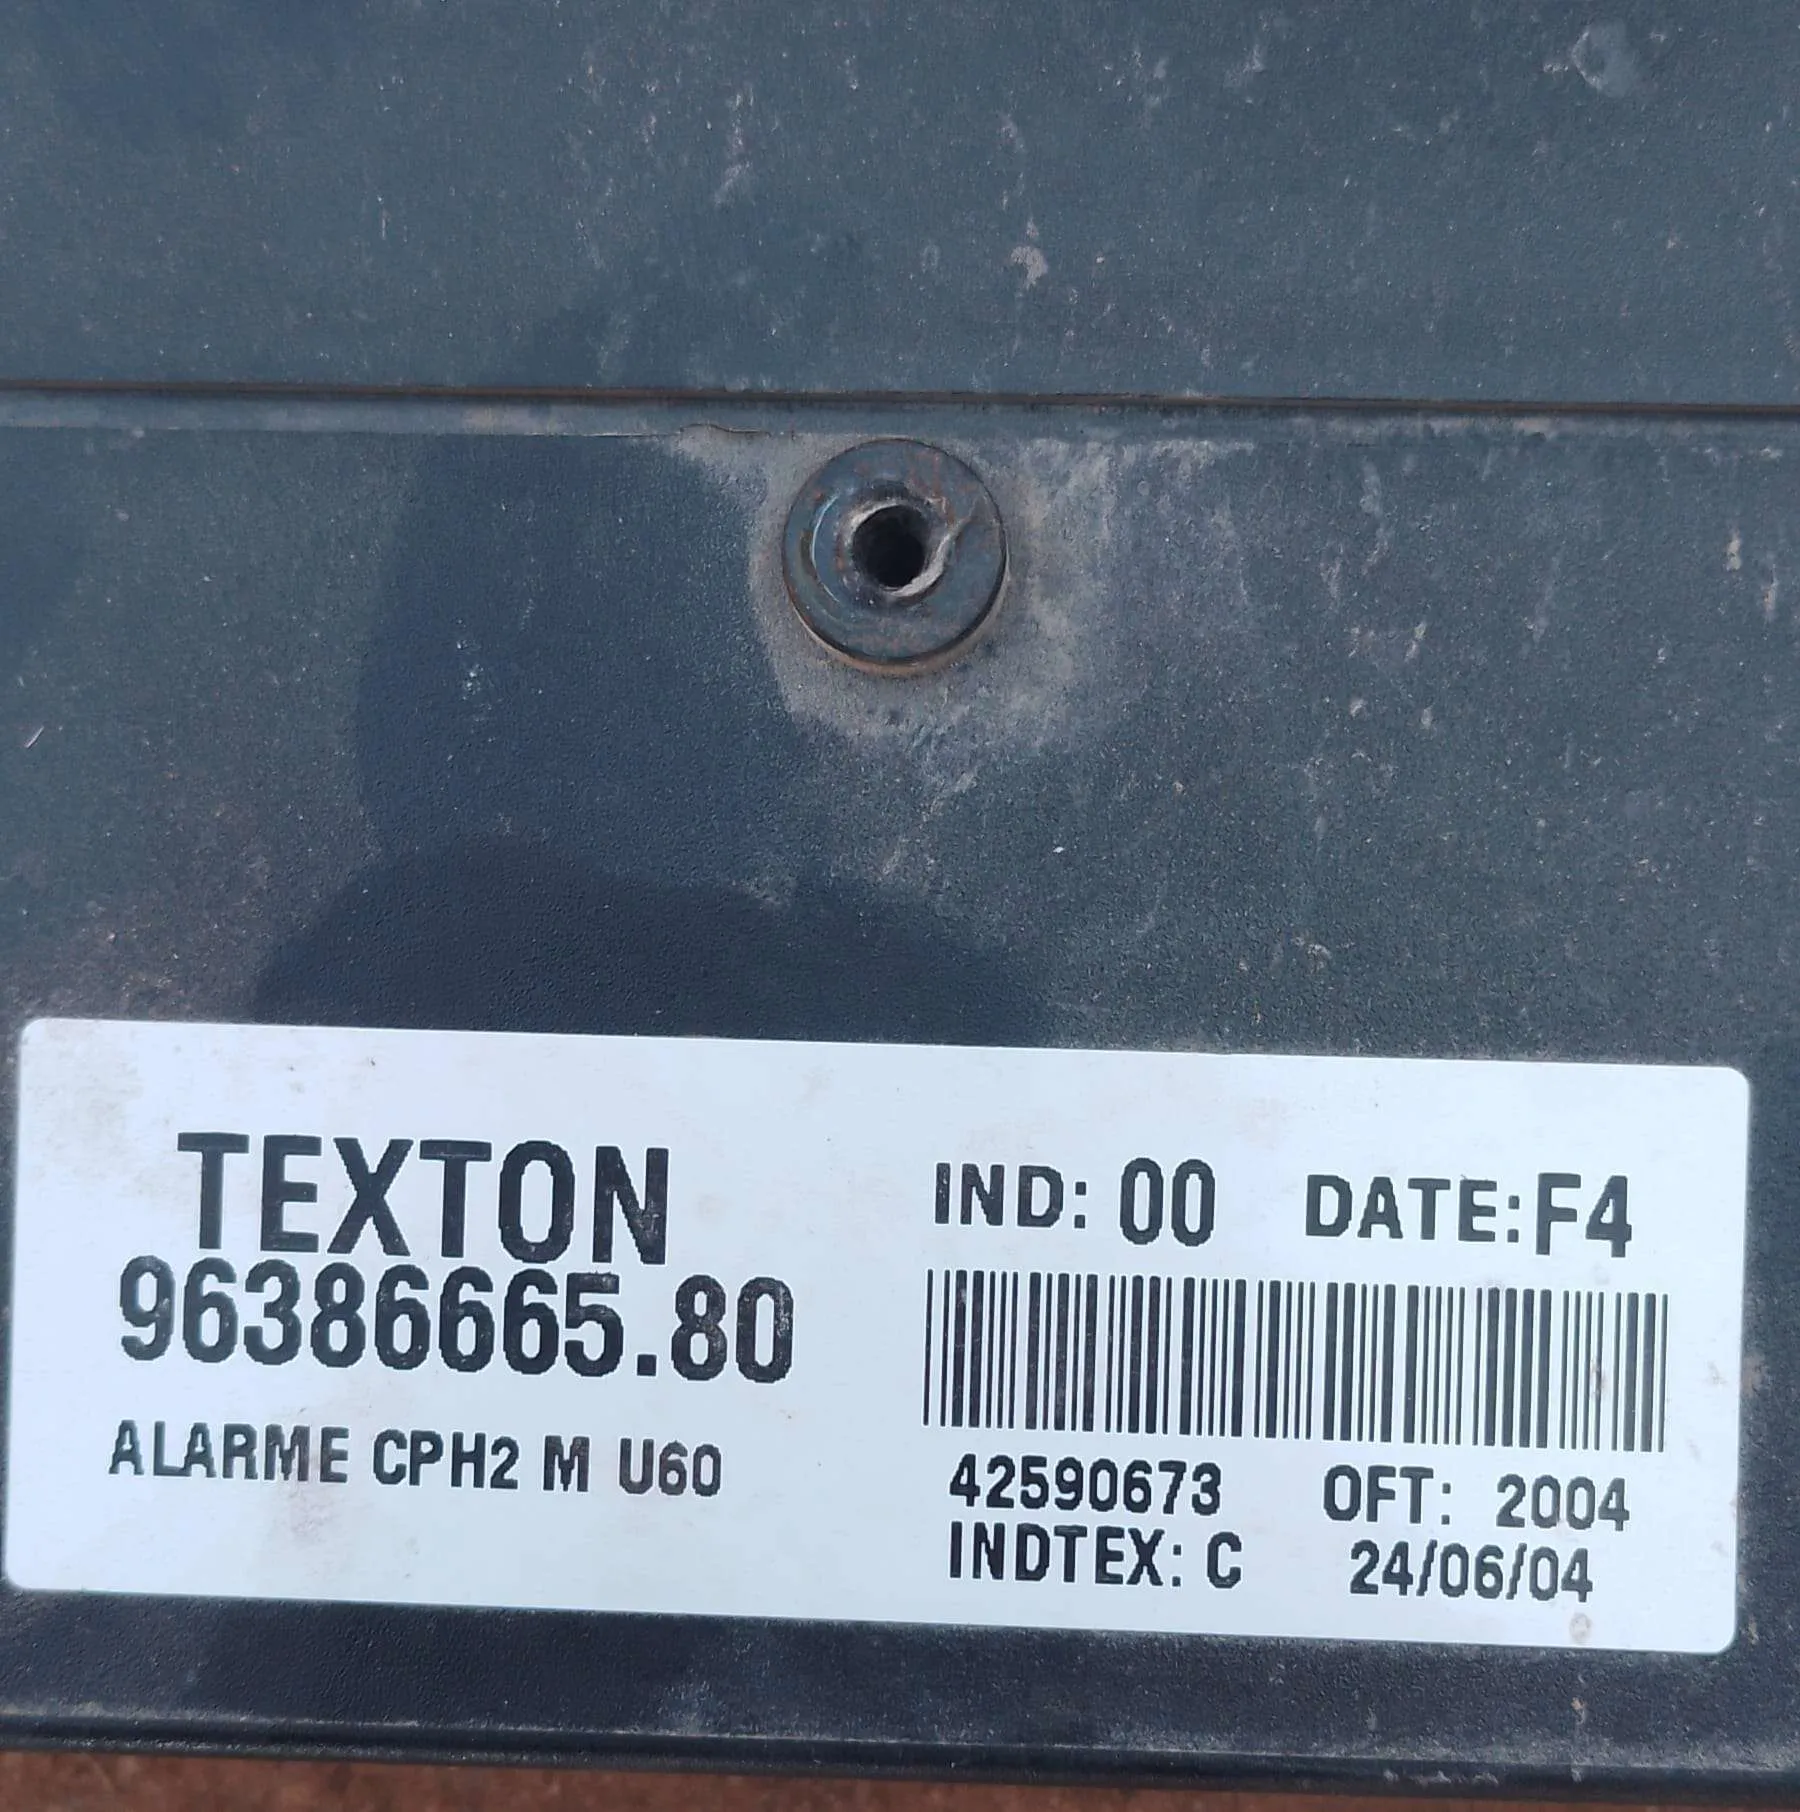 TEXTON
96386665.80
ALARME CPH2 M U60
IND: 00 DATE: F4
42590673 OFT: 2004
INDTEX: C 24/06/04